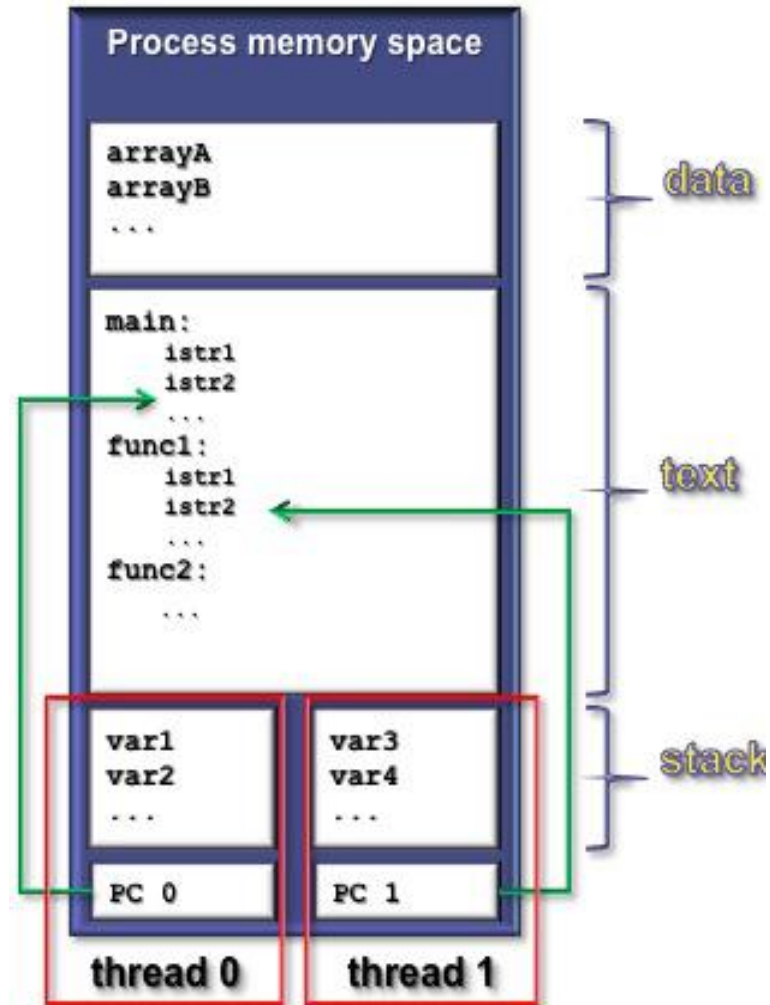 Process memory space
arrayA
arrayB
...
data
main:
istr1
istr2
...
func1:
istr1
istr2
...
func2:
...
text
var1
var2
...
var3
var4
...
stack
PC 0
PC 1
thread 0
thread 1